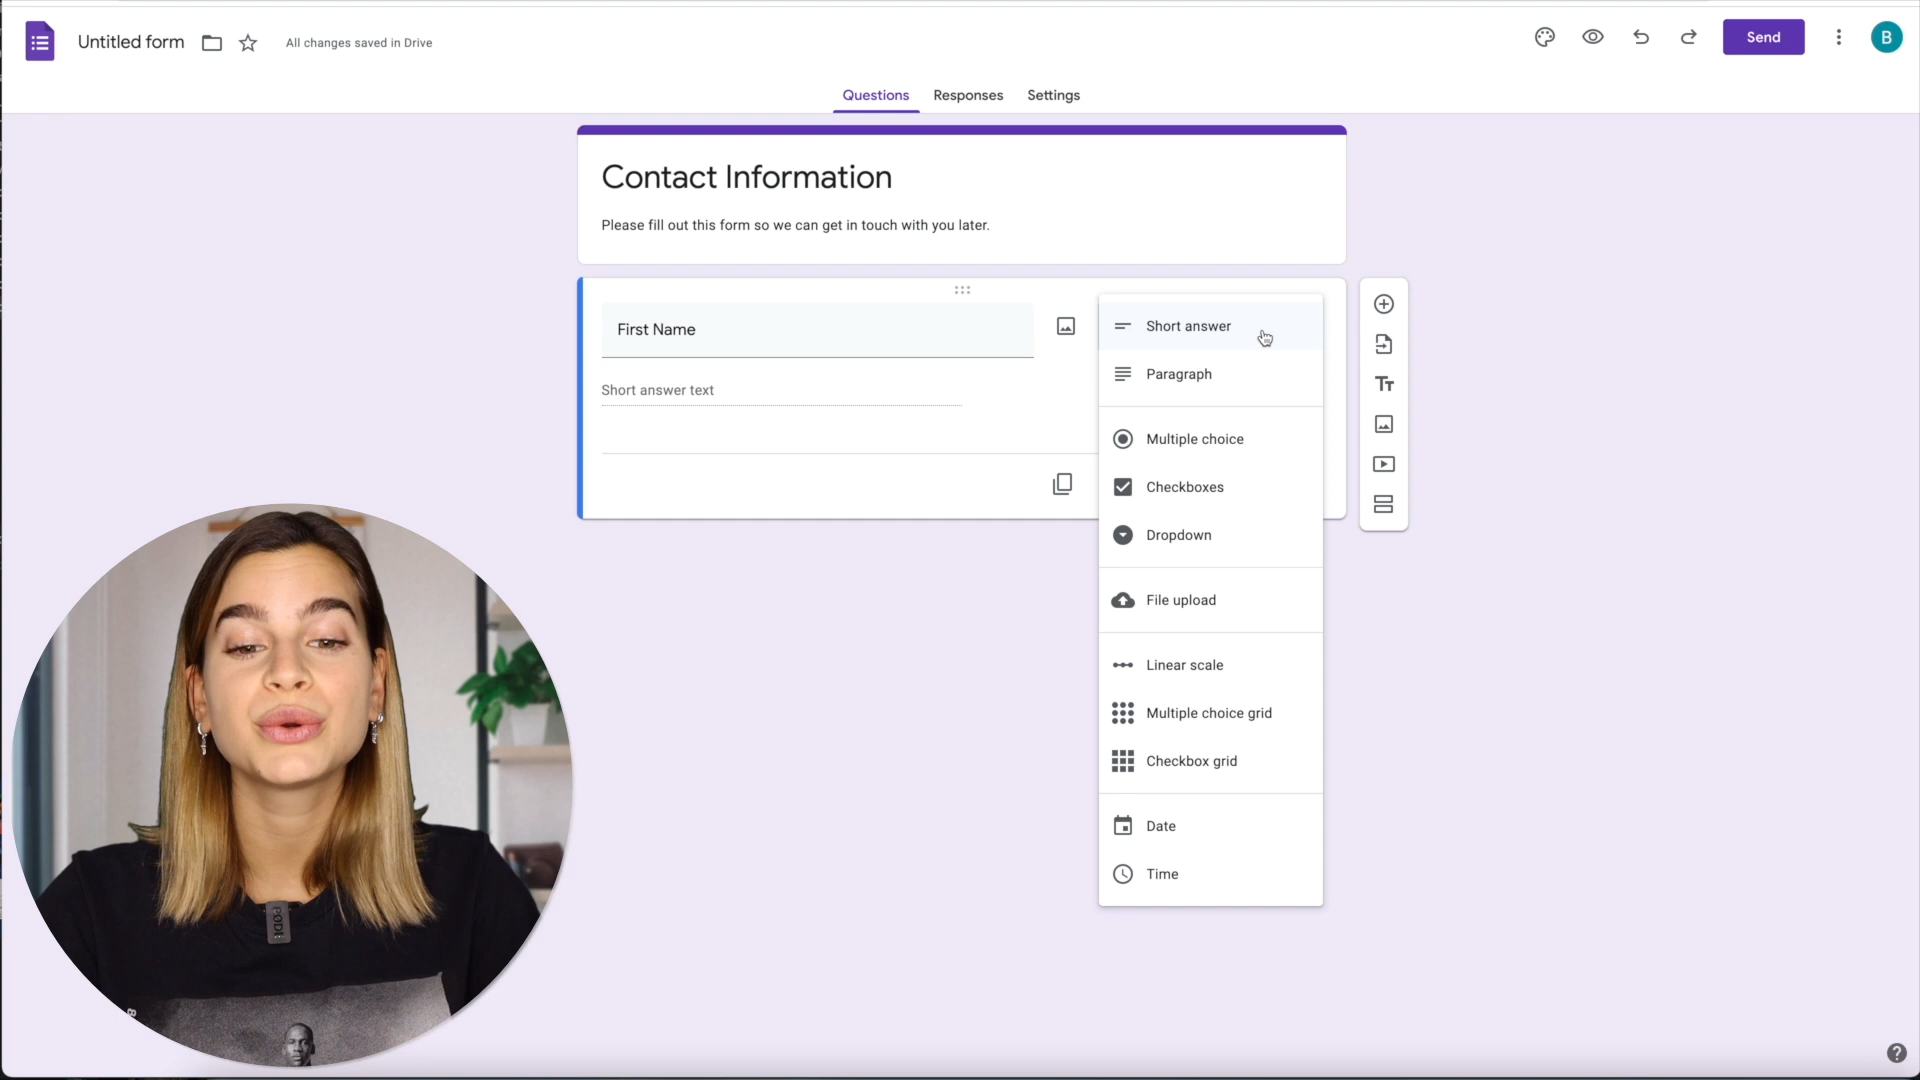 Untitled form
All changes saved in Drive
Send
B
Questions
Responses
Settings
Contact Information
Please fill out this form so we can get in touch with you later.
First Name
Short answer text
Short answer
Paragraph
Multiple choice
Checkboxes
Dropdown
File upload
Linear scale
Multiple choice grid
Checkbox grid
Date
Time